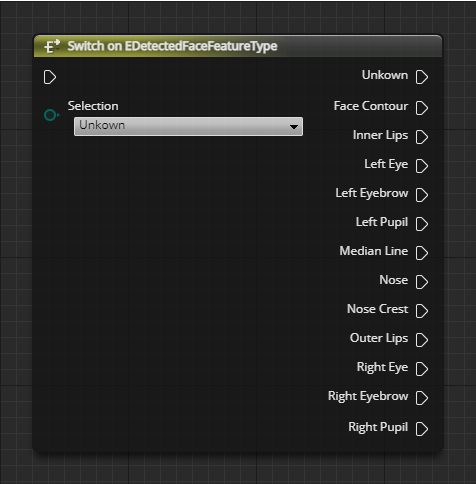 Switch on EDetectedFaceFeatureType
Unkown
Selection
Unkown
Face Contour
Inner Lips
Left Eye
Left Eyebrow
Left Pupil
Median Line
Nose
Nose Crest
Outer Lips
Right Eye
Right Eyebrow
Right Pupil